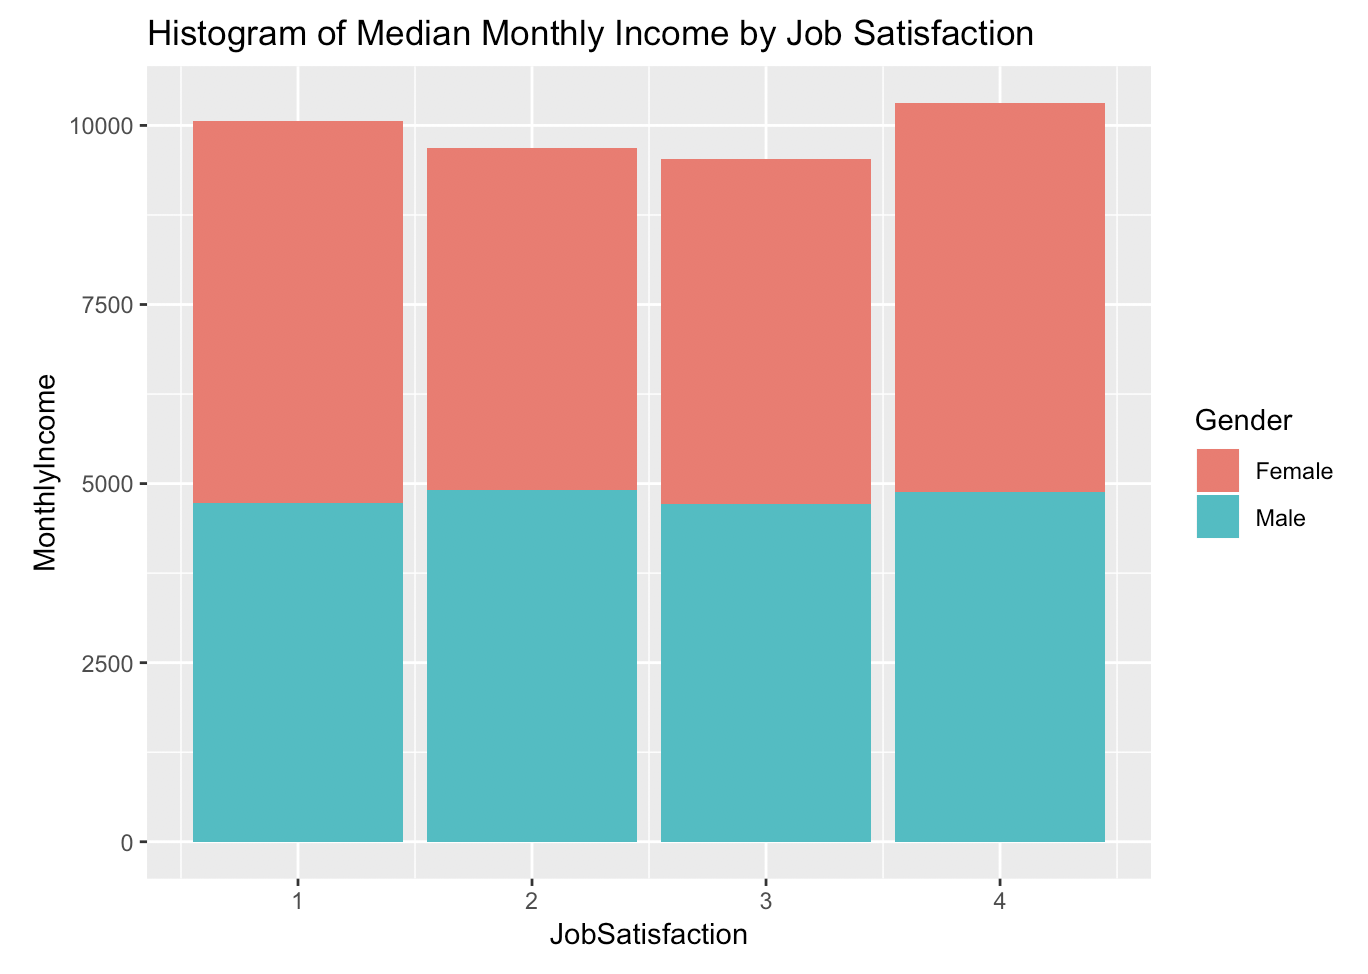 Histogram of Median Monthly Income by Job Satisfaction
MonthlyIncome
10000
7500
5000
2500
0
1 2 3 4
JobSatisfaction
Gender
Female
Male